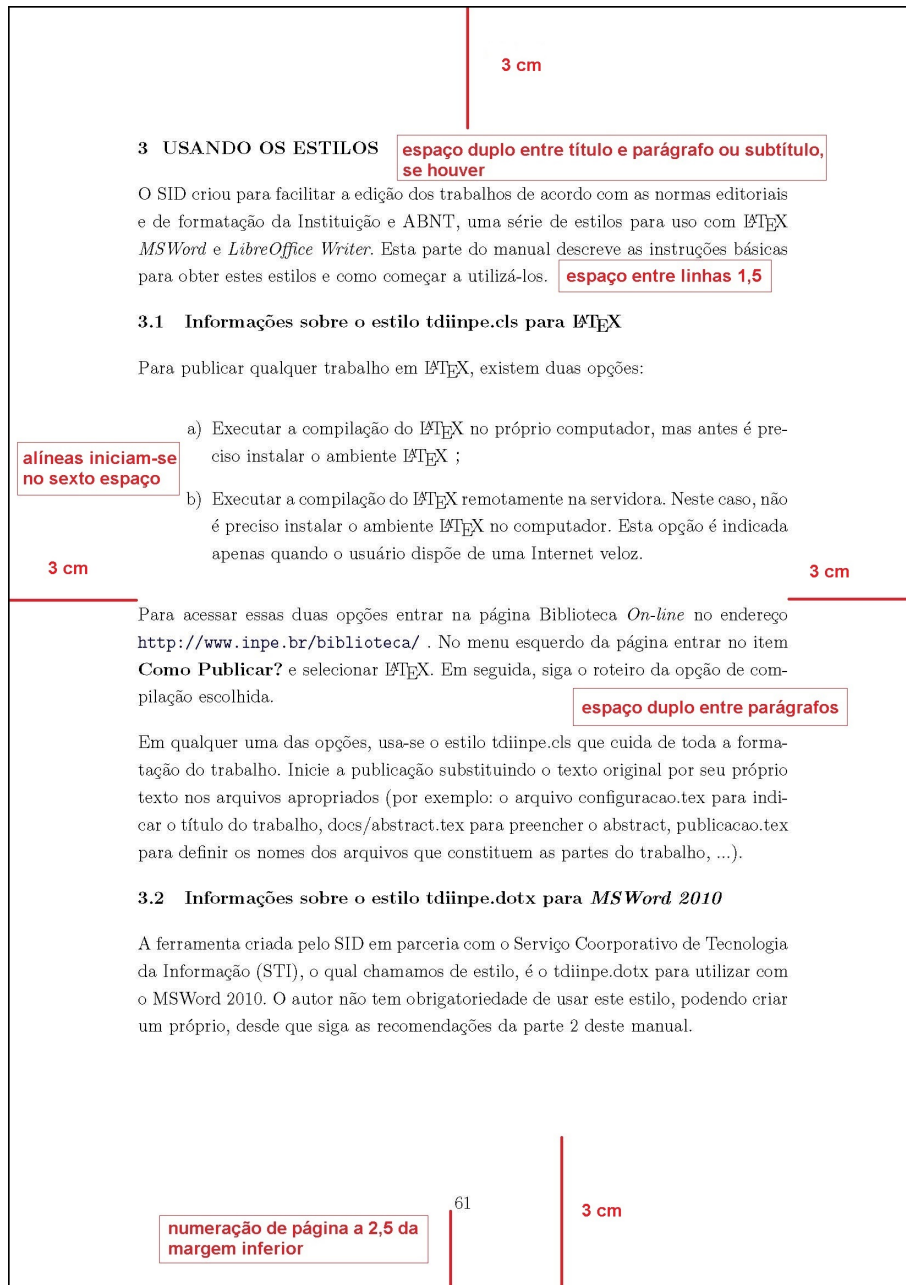 3 cm
3 USANDO OS ESTILOS
espaço duplo entre título e parágrafo ou subtítulo,
se houver
O SID criou para facilitar a edição dos trabalhos de acordo com as normas editoriais
e de formatação da Instituição e ABNT, uma série de estilos para uso com LATEX
MSWord e LibreOffice Writer. Esta parte do manual descreve as instruções básicas
para obter estes estilos e como começar a utilizá-los.
espaço entre linhas 1,5
3.1 Informações sobre o estilo tdiinpe.cls para LATEX
Para publicar qualquer trabalho em LATEX, existem duas opções:
a) Executar a compilação do LATEX no próprio computador, mas antes é pre-
ciso instalar o ambiente LATEX ;
alíneas iniciam-se
no sexto espaço
b) Executar a compilação do LATEX remotamente na servidora. Neste caso, não
é preciso instalar o ambiente LATEX no computador. Esta opção é indicada
apenas quando o usuário dispõe de uma Internet veloz.
3 cm
3 cm
Para acessar essas duas opções entrar na página Biblioteca On-line no endereço
http://www.inpe.br/biblioteca/ . No menu esquerdo da página entrar no item
Como Publicar? e selecionar LATEX. Em seguida, siga o roteiro da opção de com-
pilação escolhida.
espaço duplo entre parágrafos
Em qualquer uma das opções, usa-se o estilo tdiinpe.cls que cuida de toda a forma-
tação do trabalho. Inicie a publicação substituindo o texto original por seu próprio
texto nos arquivos apropriados (por exemplo: o arquivo configuracao.tex para indi-
car o título do trabalho, docs/abstract.tex para preencher o abstract, publicacao.tex
para definir os nomes dos arquivos que constituem as partes do trabalho, ...).
3.2 Informações sobre o estilo tdiinpe.dotx para MSWord 2010
A ferramenta criada pelo SID em parceria com o Serviço Coorporativo de Tecnologia
da Informação (STI), o qual chamamos de estilo, é o tdiinpe.dotx para utilizar com
o MSWord 2010. O autor não tem obrigatoriedade de usar este estilo, podendo criar
um próprio, desde que siga as recomendações da parte 2 deste manual.
61
3 cm
numeração de página a 2,5 da
margem inferior